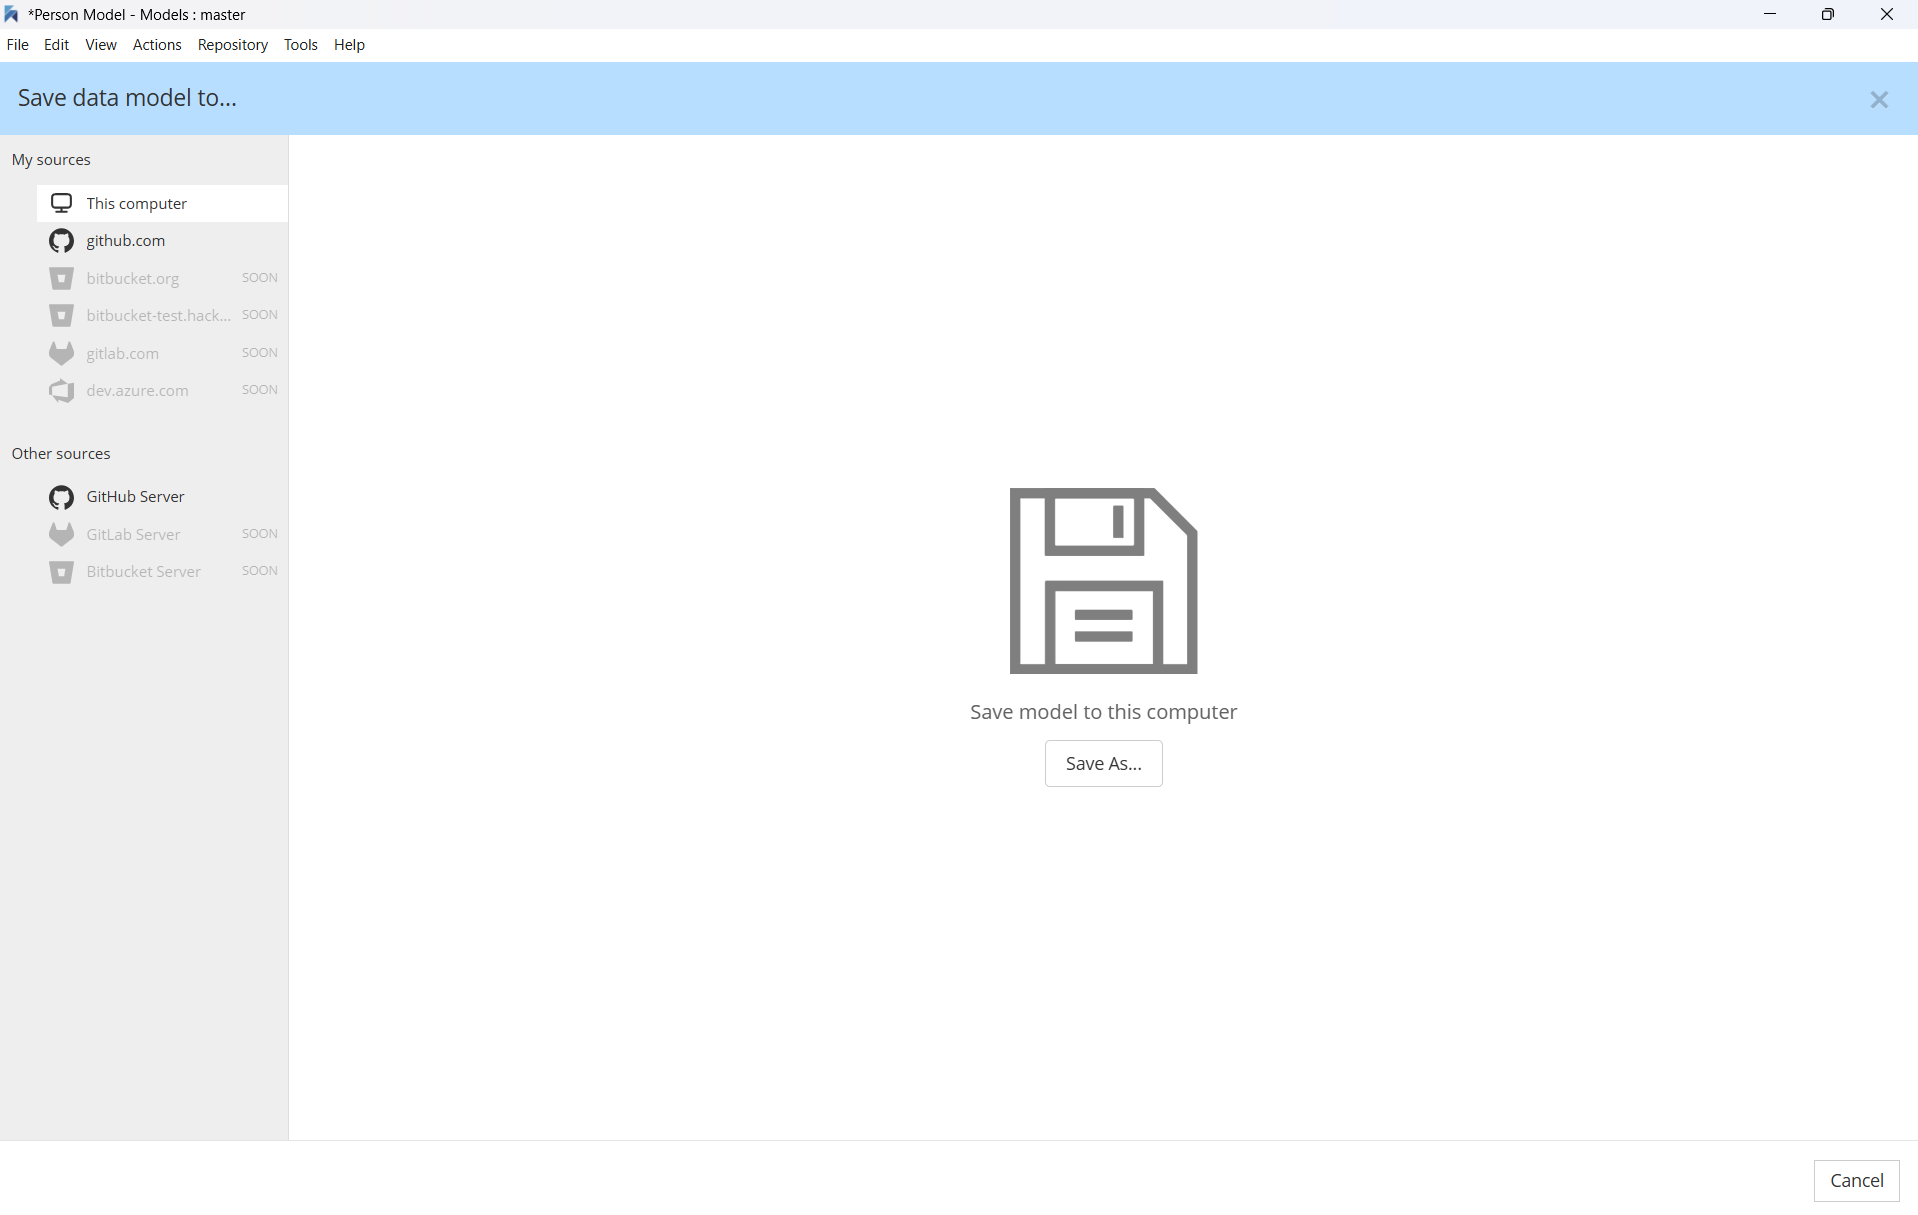 *Person Model - Models : master
File Edit View Actions Repository Tools Help
Save data model to...
My sources
This computer
github.com
bitbucket.org SOON
bitbucket-test.hack... SOON
gitlab.com SOON
dev.azure.com SOON
Other sources
GitHub Server
GitLab Server SOON
Bitbucket Server SOON
Save model to this computer
Save As...
Cancel